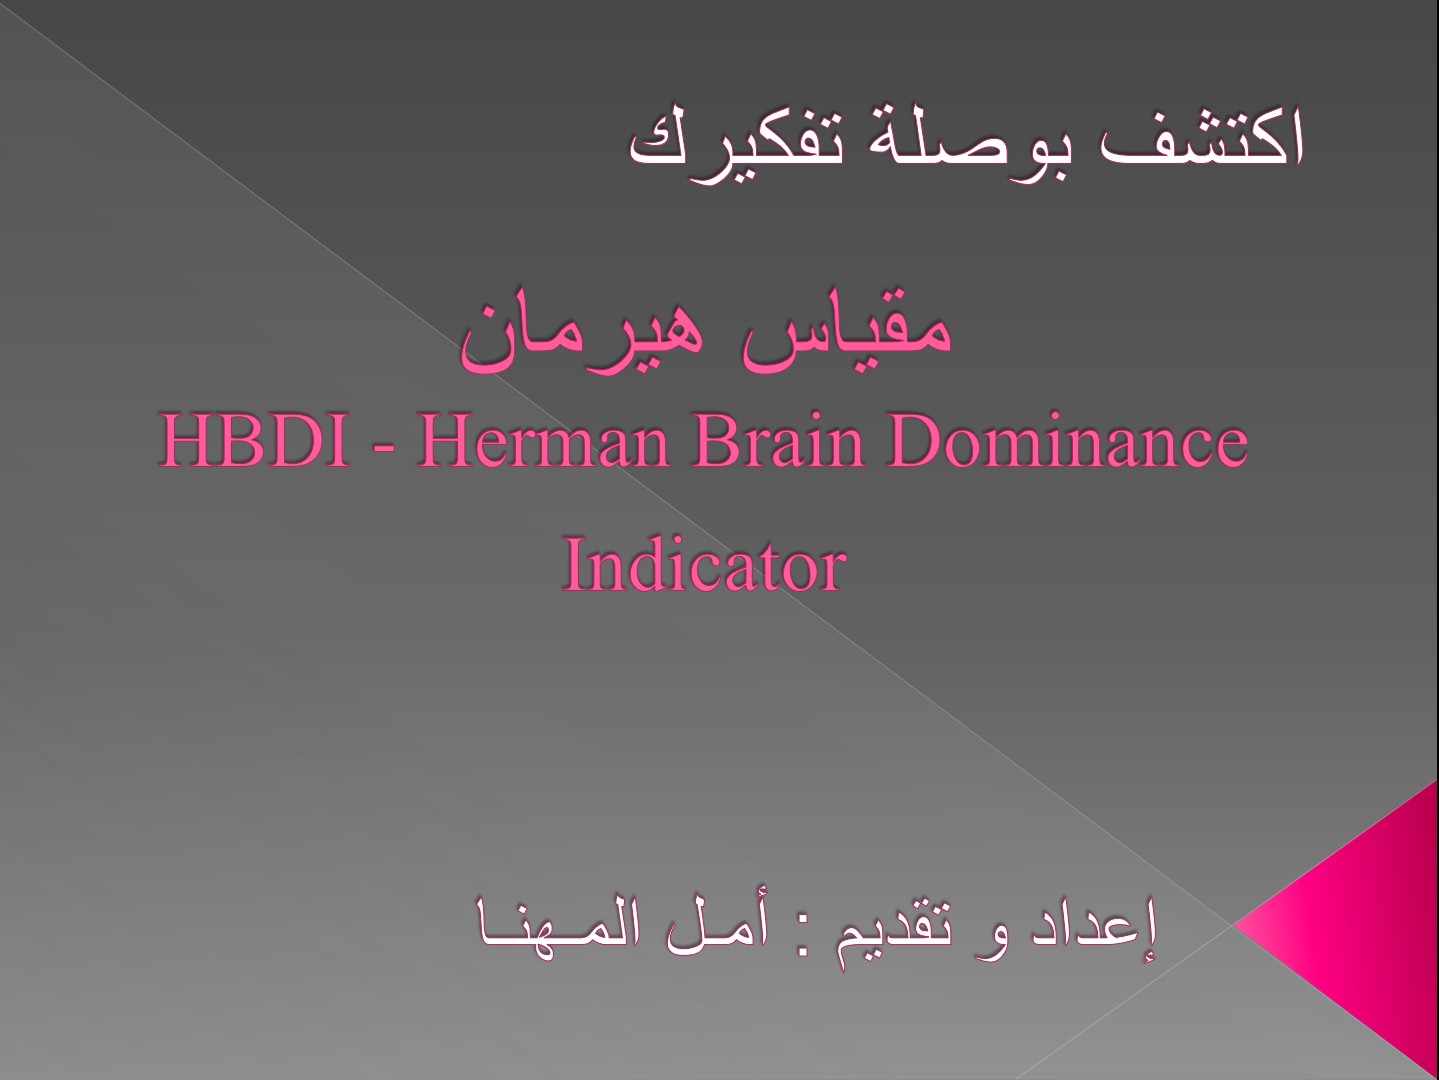 اكتشف بوصلة تفكيرك
مقياس هيرمان
HBDI - Herman Brain Dominance
Indicator
إعداد و تقديم : أمـل المـهنـا